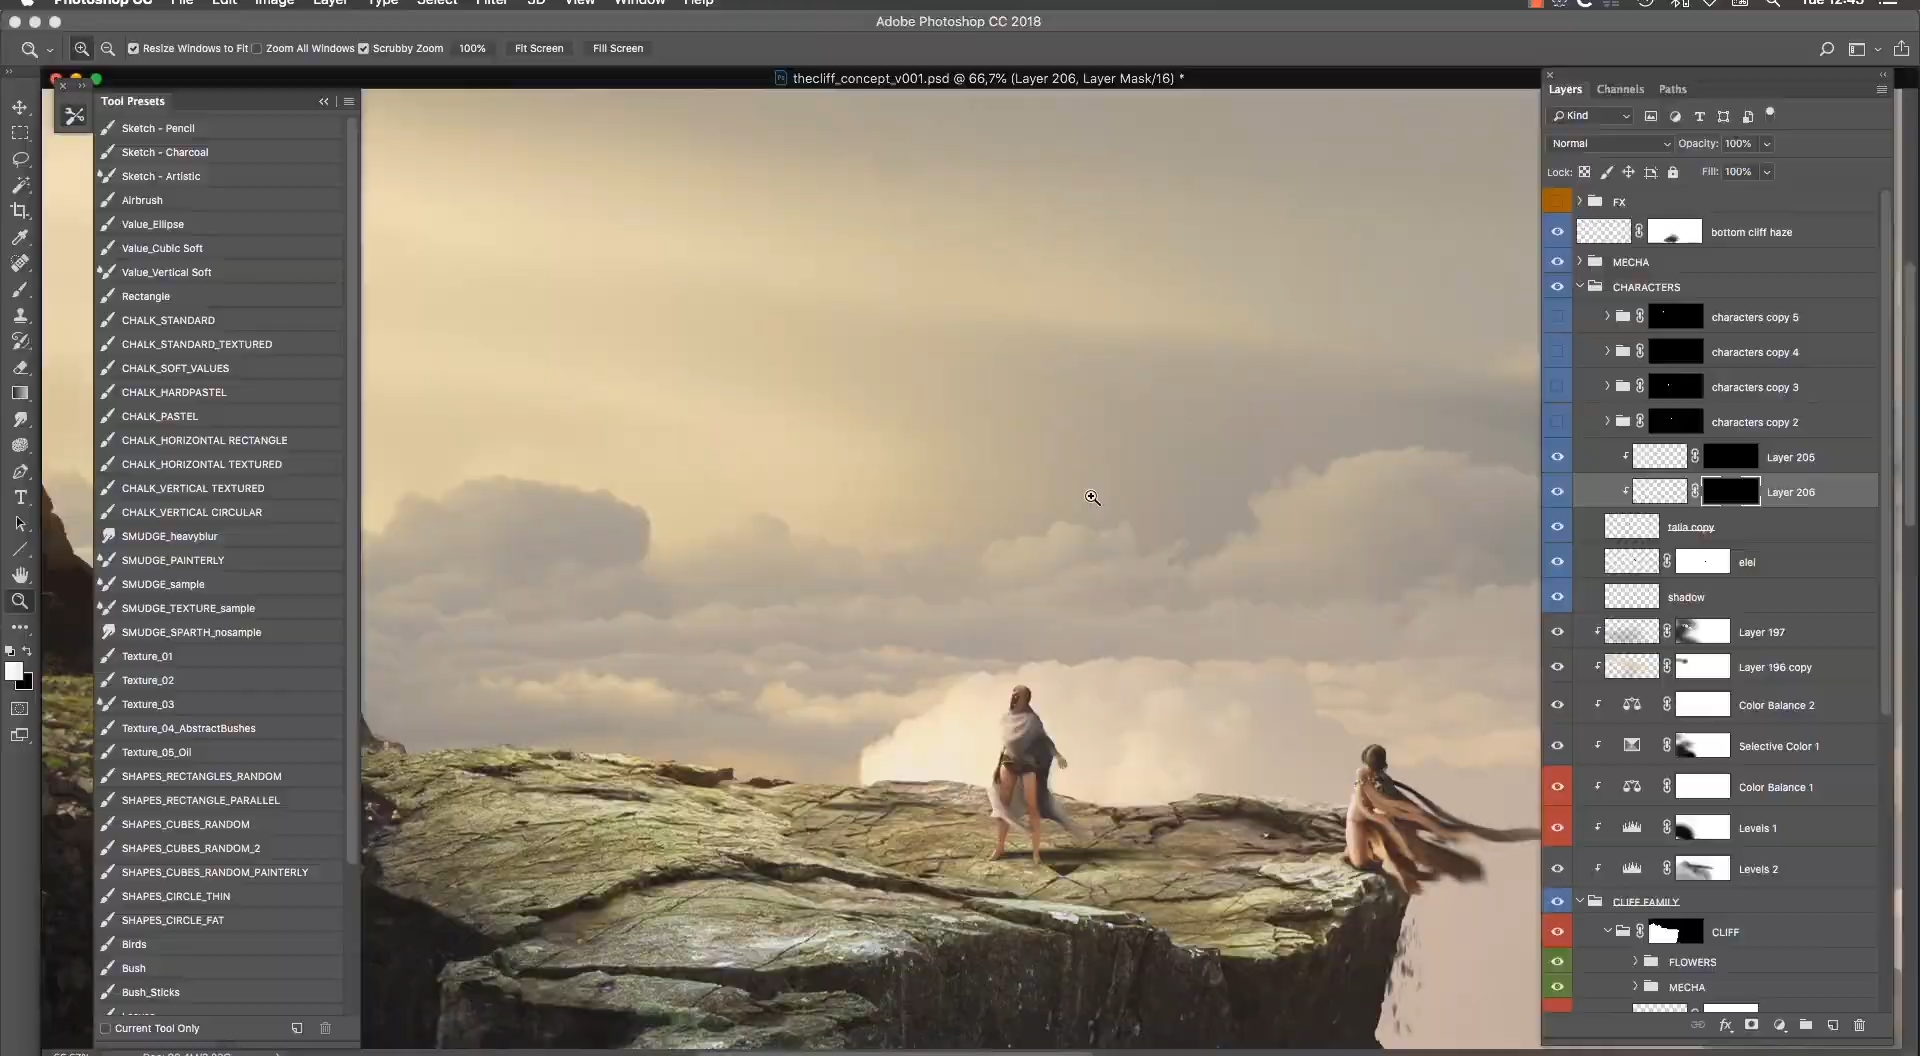 Photoshop CC File Edit Image Layer Type Select Filter 3D View Window Help Tue 12:45
Adobe Photoshop CC 2018
Resize Windows to Fit Zoom All Windows Scrubby Zoom 100% Fit Screen Fill Screen
thecliff_concept_v001.psd @ 66,7% (Layer 206, Layer Mask/16) *
Tool Presets
Sketch - Pencil
Sketch - Charcoal
Sketch - Artistic
Airbrush
Value_Ellipse
Value_Cubic Soft
Value_Vertical Soft
Rectangle
CHALK_STANDARD
CHALK_STANDARD_TEXTURED
CHALK_SOFT_VALUES
CHALK_HARDPASTEL
CHALK_PASTEL
CHALK_HORIZONTAL RECTANGLE
CHALK_HORIZONTAL TEXTURED
CHALK_VERTICAL TEXTURED
CHALK_VERTICAL CIRCULAR
SMUDGE_heavyblur
SMUDGE_PAINTERLY
SMUDGE_sample
SMUDGE_TEXTURE_sample
SMUDGE_SPARTH_nosample
Texture_01
Texture_02
Texture_03
Texture_04_AbstractBushes
Texture_05_Oil
SHAPES_RECTANGLES_RANDOM
SHAPES_RECTANGLE_PARALLEL
SHAPES_CUBES_RANDOM
SHAPES_CUBES_RANDOM_2
SHAPES_CUBES_RANDOM_PAINTERLY
SHAPES_CIRCLE_THIN
SHAPES_CIRCLE_FAT
Birds
Bush
Bush_Sticks
Current Tool Only
Layers Channels Paths
Kind
Normal Opacity: 100%
Lock: Fill: 100%
FX
bottom cliff haze
MECHA
CHARACTERS
characters copy 5
characters copy 4
characters copy 3
characters copy 2
Layer 205
Layer 206
talia copy
elei
shadow
Layer 197
Layer 196 copy
Color Balance 2
Selective Color 1
Color Balance 1
Levels 1
Levels 2
CLIFF FAMILY
CLIFF
FLOWERS
MECHA